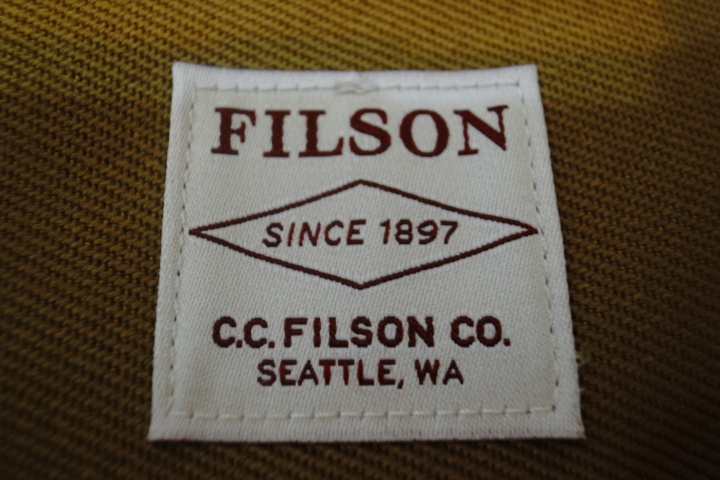 FILSON
SINCE 1897
C.C. FILSON CO.
SEATTLE, WA